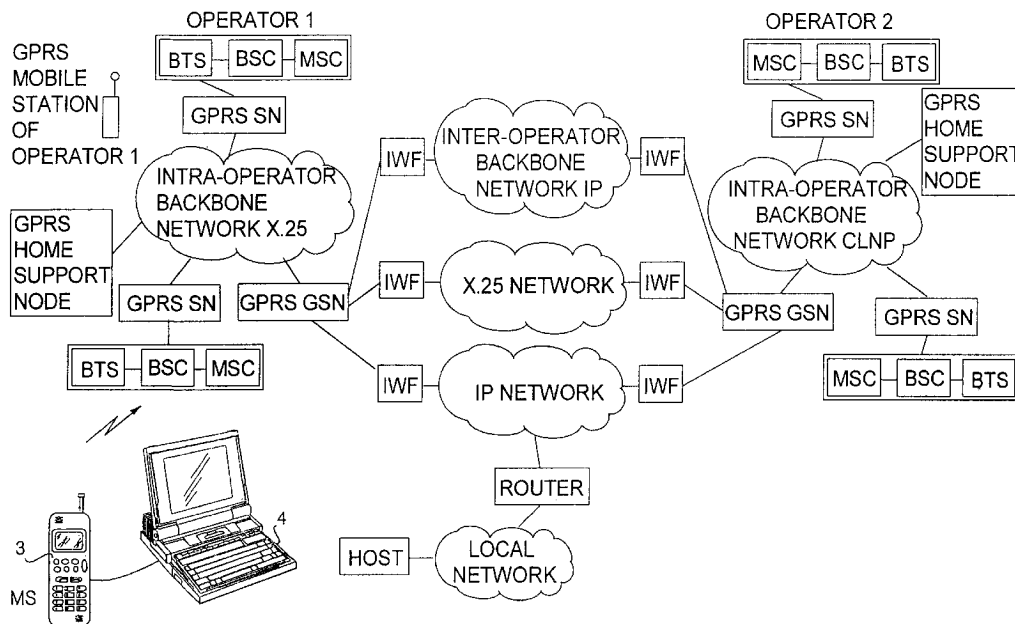 OPERATOR 1
OPERATOR 2
GPRS
MOBILE
STATION
OF
OPERATOR 1
BTS
BSC
MSC
GPRS SN
INTRA-OPERATOR
BACKBONE
NETWORK X.25
GPRS
HOME
SUPPORT
NODE
GPRS SN
GPRS GSN
BTS
BSC
MSC
IWF
INTER-OPERATOR
BACKBONE
NETWORK IP
IWF
IWF
X.25 NETWORK
IWF
IWF
IP NETWORK
IWF
MSC
BSC
BTS
GPRS SN
GPRS
HOME
SUPPORT
NODE
INTRA-OPERATOR
BACKBONE
NETWORK CLNP
GPRS GSN
GPRS SN
MSC
BSC
BTS
ROUTER
HOST
LOCAL
NETWORK
3
4
MS